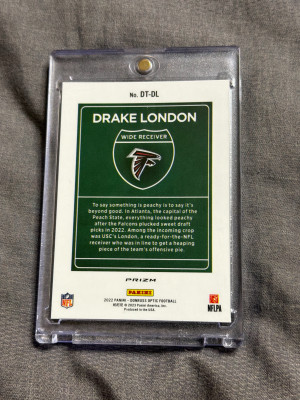 No. DT-DL
DRAKE LONDON
WIDE RECEIVER
To say something is peachy is to say it's
beyond good. In Atlanta, the capital of the
Peach State, everything looked peachy
after the Falcons plucked sweet draft
picks in 2022. Among the incoming crop
was USC's London, a ready-for-the-NFL
receiver who was in line to get a heaping
piece of the team's offensive pie.
PRIZM
PANINI
NFL
NFLPA
2022 PANINI - DONRUSS OPTIC FOOTBALL
© 2023 Panini America, Inc.
Produced in the USA.